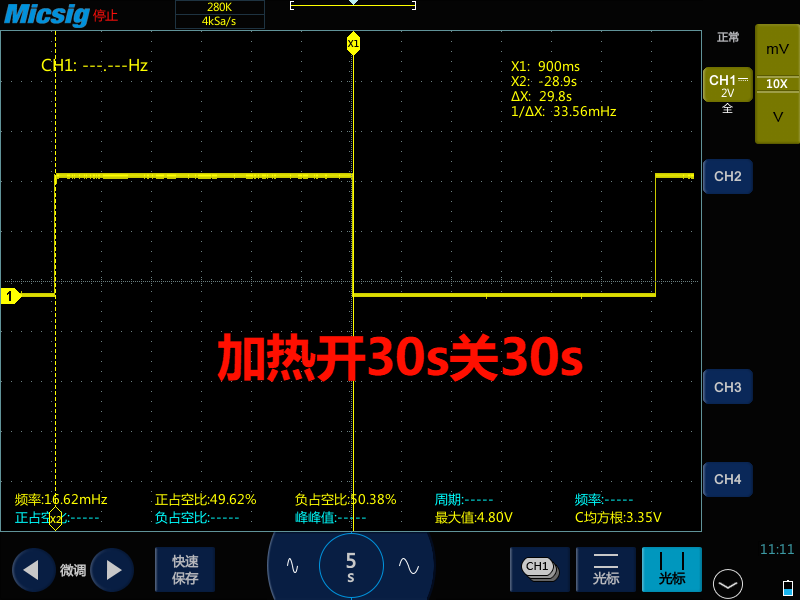 Micsig 停止
280K
4kSa/s
X1
CH1: ---.---Hz
X1: 900ms
X2: -28.9s
ΔX: 29.8s
1/ΔX: 33.56mHz
正常
CH1
2V
全
mV
10X
V
CH2
1
加热开30s关30s
CH3
CH4
频率:16.62mHz 正占空比:49.62% 负占空比:50.38% 周期:----- 频率:-----
正占空比:----- 负占空比:----- 峰峰值:----- 最大值:4.80V C均方根:3.35V
X2
微调
快速
保存
5
s
CH1
光标
光标
11:11